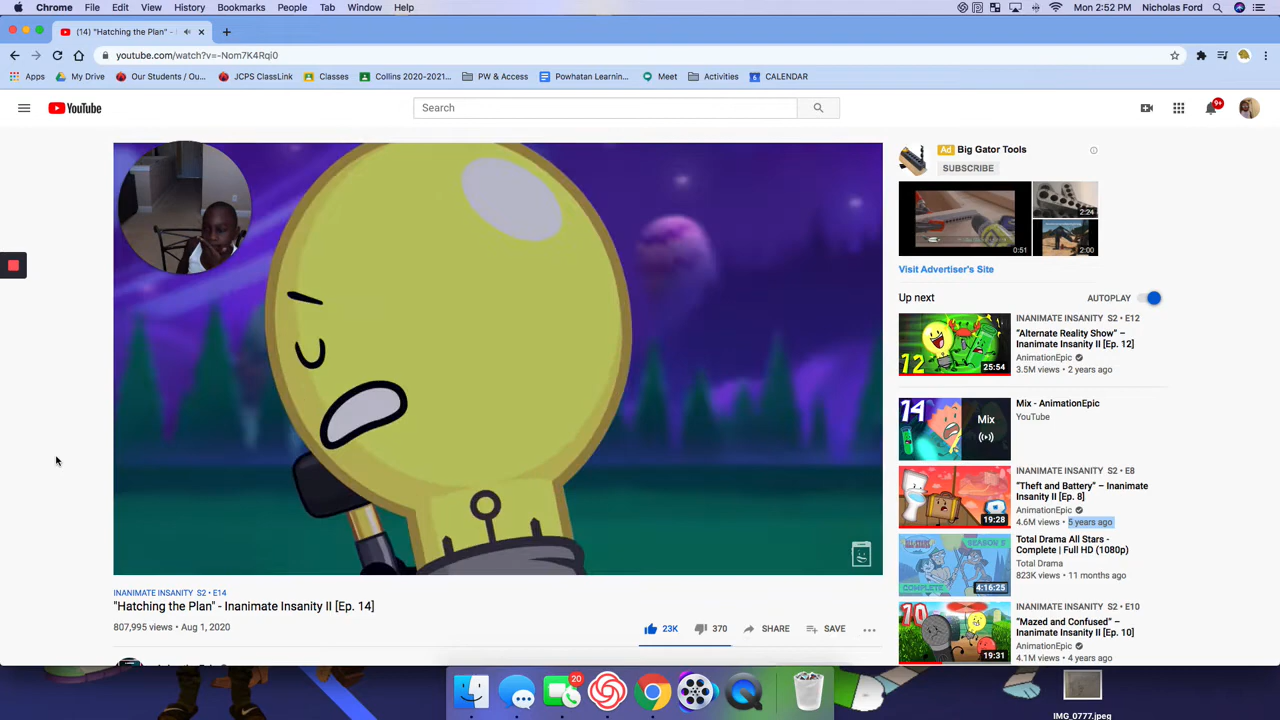 Chrome File Edit View History Bookmarks People Tab Window Help Mon 2:52 PM Nicholas Ford
(14) "Hatching the Plan" -
youtube.com/watch?v=-Nom7K4Rqi0
Apps My Drive Our Students / Ou... JCPS ClassLink Classes Collins 2020-2021... PW & Access Powhatan Learnin... Meet Activities CALENDAR
YouTube
Search
9+
Ad Big Gator Tools
SUBSCRIBE
2:24
0:51
2:00
Visit Advertiser's Site
Up next
AUTOPLAY
INANIMATE INSANITY S2 • E12
"Alternate Reality Show" –
Inanimate Insanity II [Ep. 12]
AnimationEpic
3.5M views • 2 years ago
12
25:54
14
Mix
Mix - AnimationEpic
YouTube
INANIMATE INSANITY S2 • E8
"Theft and Battery" – Inanimate
Insanity II [Ep. 8]
AnimationEpic
4.6M views • 5 years ago
19:28
Total Drama All Stars -
Complete | Full HD (1080p)
Total Drama
823K views • 11 months ago
SEASON 5
COMPLETE
4:16:25
INANIMATE INSANITY S2 • E10
"Mazed and Confused" –
Inanimate Insanity II [Ep. 10]
AnimationEpic
4.1M views • 4 years ago
10
19:31
INANIMATE INSANITY S2 • E14
"Hatching the Plan" - Inanimate Insanity II [Ep. 14]
807,995 views • Aug 1, 2020
23K 370 SHARE SAVE
20
IMG_0777.jpeg